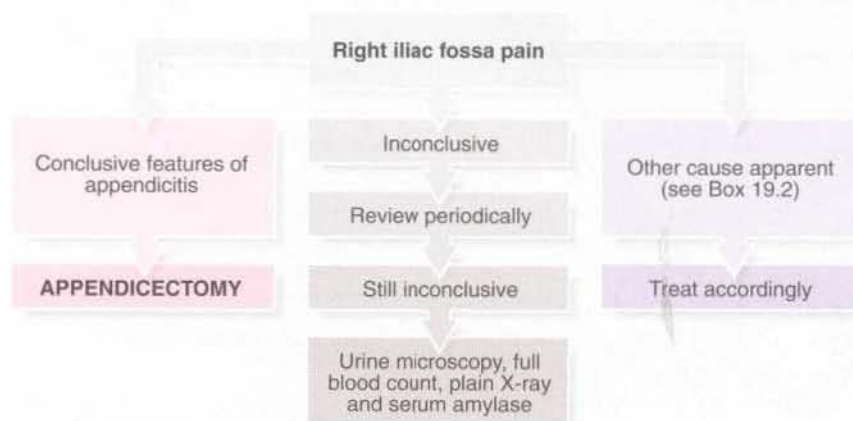 Right iliac fossa pain
Conclusive features of
appendicitis
APPENDICECTOMY
Inconclusive
Review periodically
Still inconclusive
Urine microscopy, full
blood count, plain X-ray
and serum amylase
Other cause apparent
(see Box 19.2)
Treat accordingly